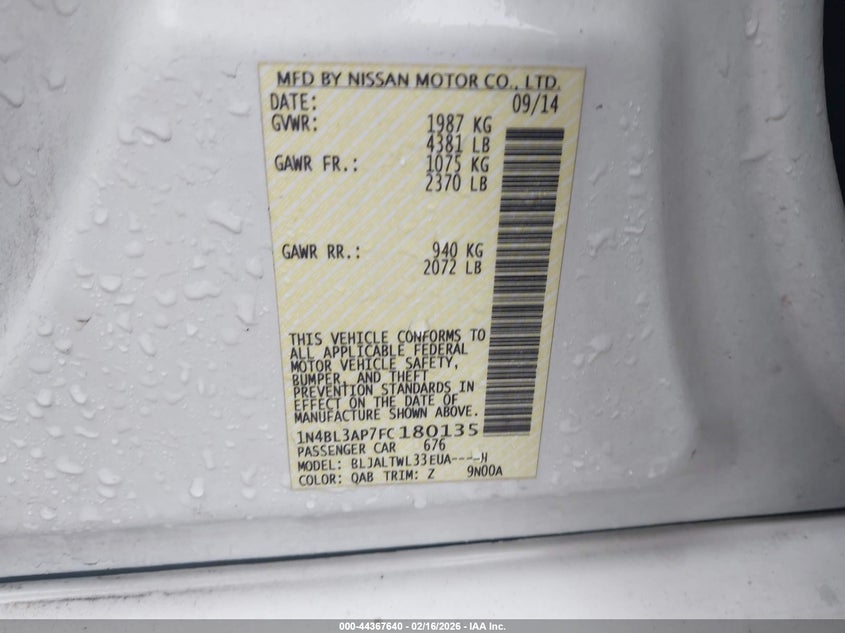 MFD BY NISSAN MOTOR CO., LTD.
DATE: 09/14
GVWR: 1987 KG
4381 LB
GAWR FR.: 1075 KG
2370 LB
GAWR RR.: 940 KG
2072 LB
THIS VEHICLE CONFORMS TO
ALL APPLICABLE FEDERAL
MOTOR VEHICLE SAFETY,
BUMPER, AND THEFT
PREVENTION STANDARDS IN
EFFECT ON THE DATE OF
MANUFACTURE SHOWN ABOVE.
1N4BL3AP7FC180135
PASSENGER CAR 676
MODEL: BLJALTWL33EUA----H
COLOR: QAB TRIM: Z 9N00A
000-44367640 - 02/16/2026 - IAA Inc.